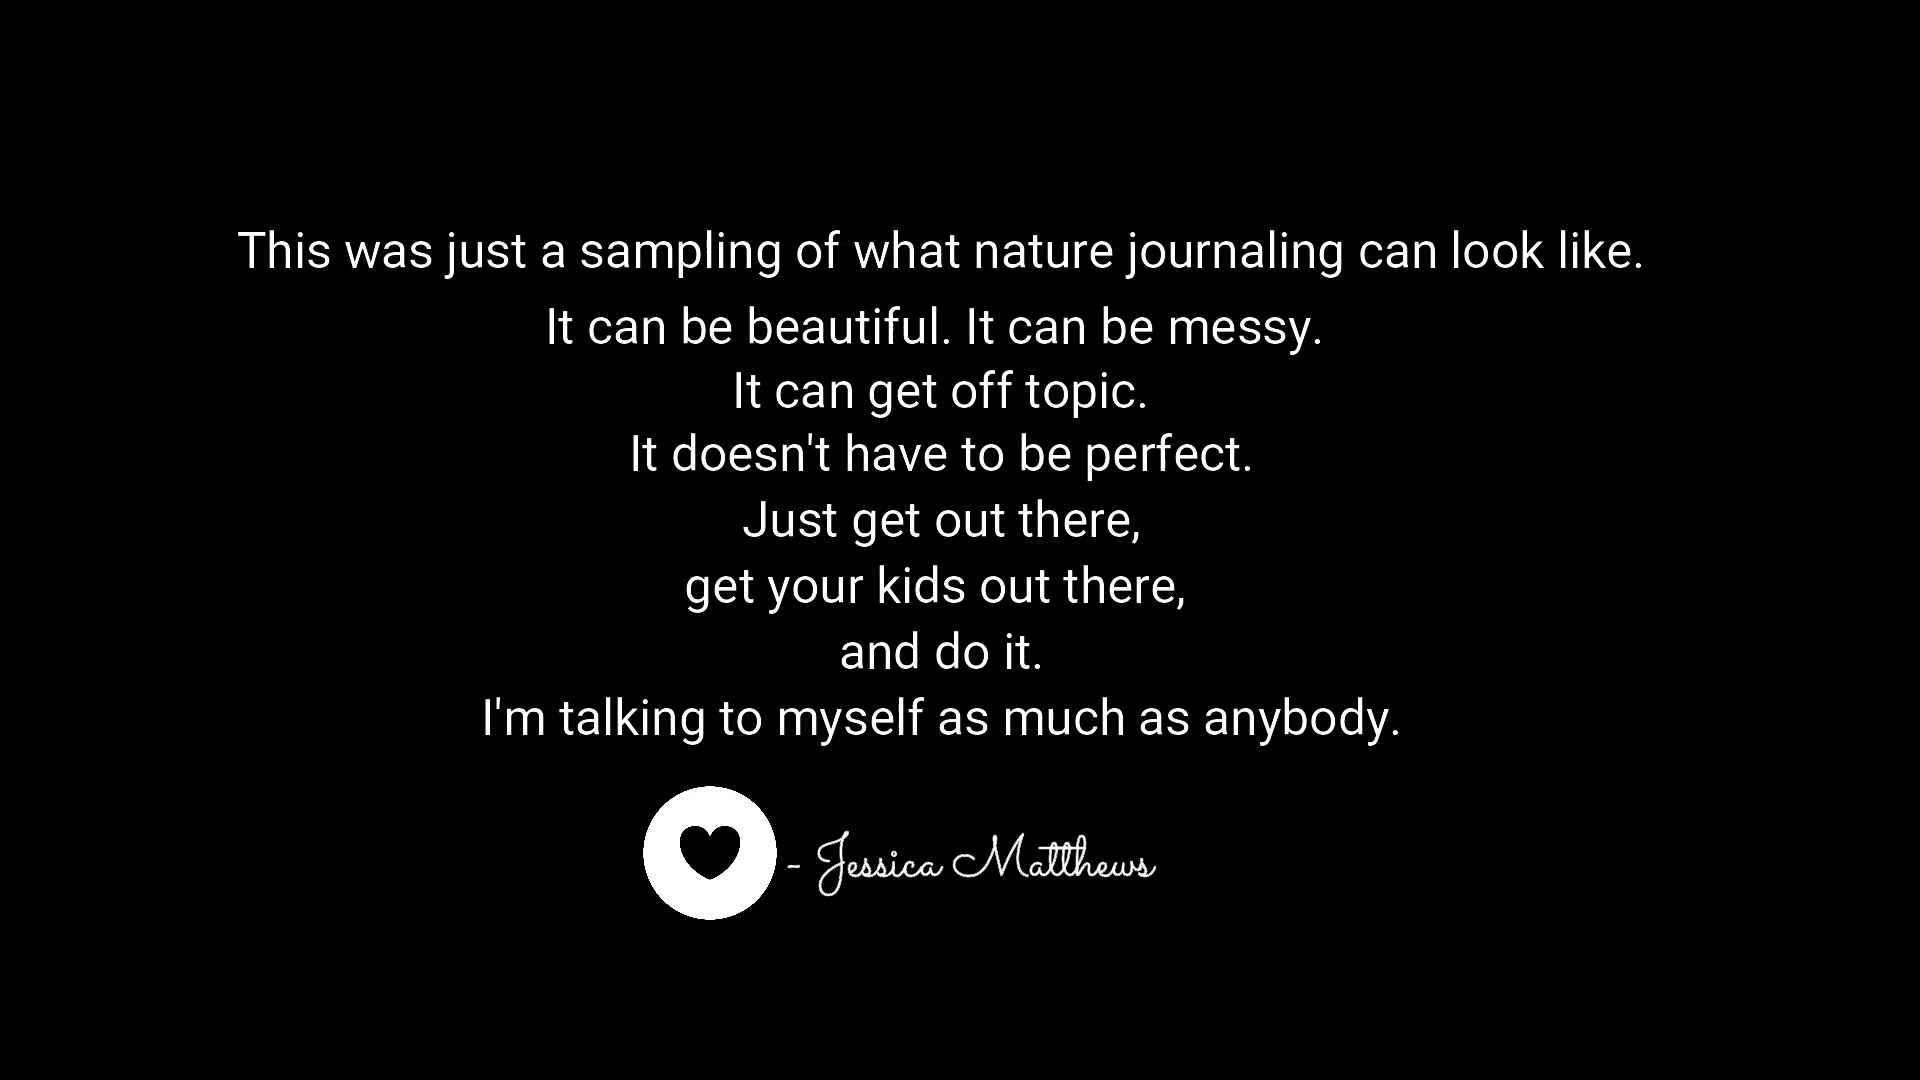 This was just a sampling of what nature journaling can look like.
It can be beautiful. It can be messy.
It can get off topic.
It doesn't have to be perfect.
Just get out there,
get your kids out there,
and do it.
I'm talking to myself as much as anybody.
- Jessica Matthews